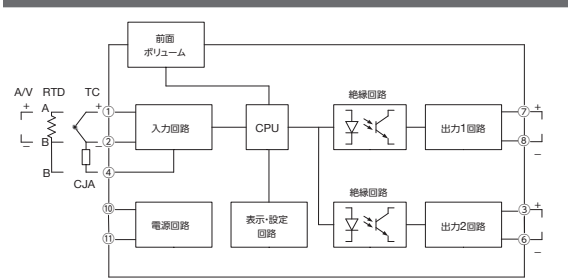 前面
ボリューム
A/V RTD TC
+ A + ① 
入力回路
CPU
絶縁回路
出力1回路
⑦ +
− B − ②
⑧ −
B ④
CJA
⑩
電源回路
⑪
表示・設定
回路
絶縁回路
出力2回路
③ +
⑥ −